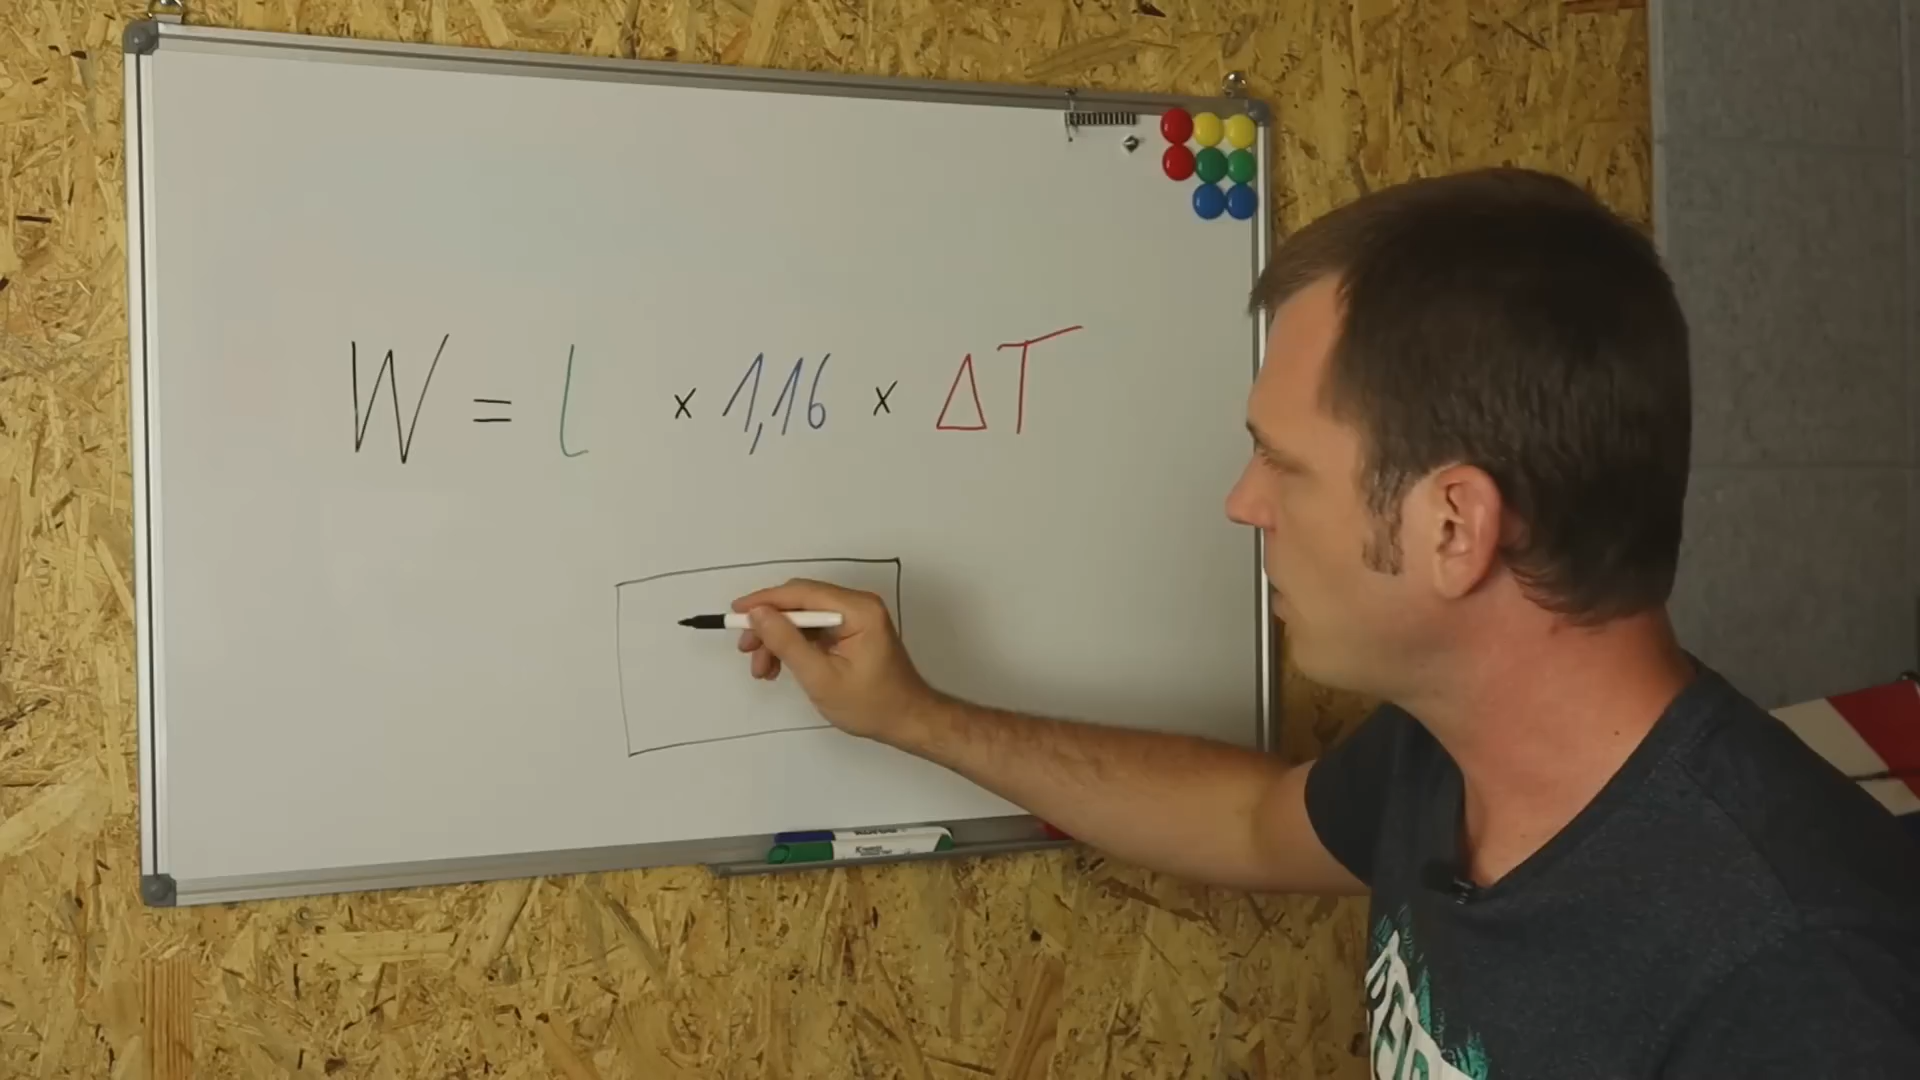 W = l × 1,16 × ΔT